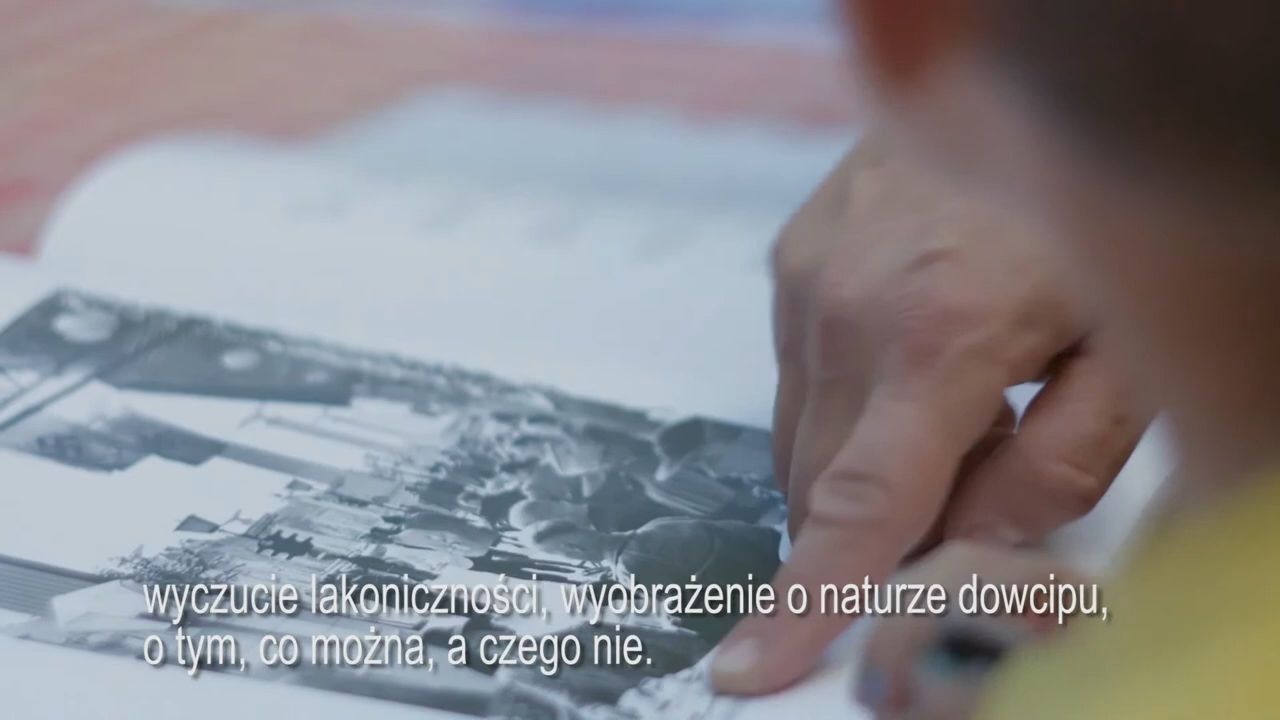 wyczucie lakoniczności, wyobrażenie o naturze dowcipu,
o tym, co można, a czego nie.